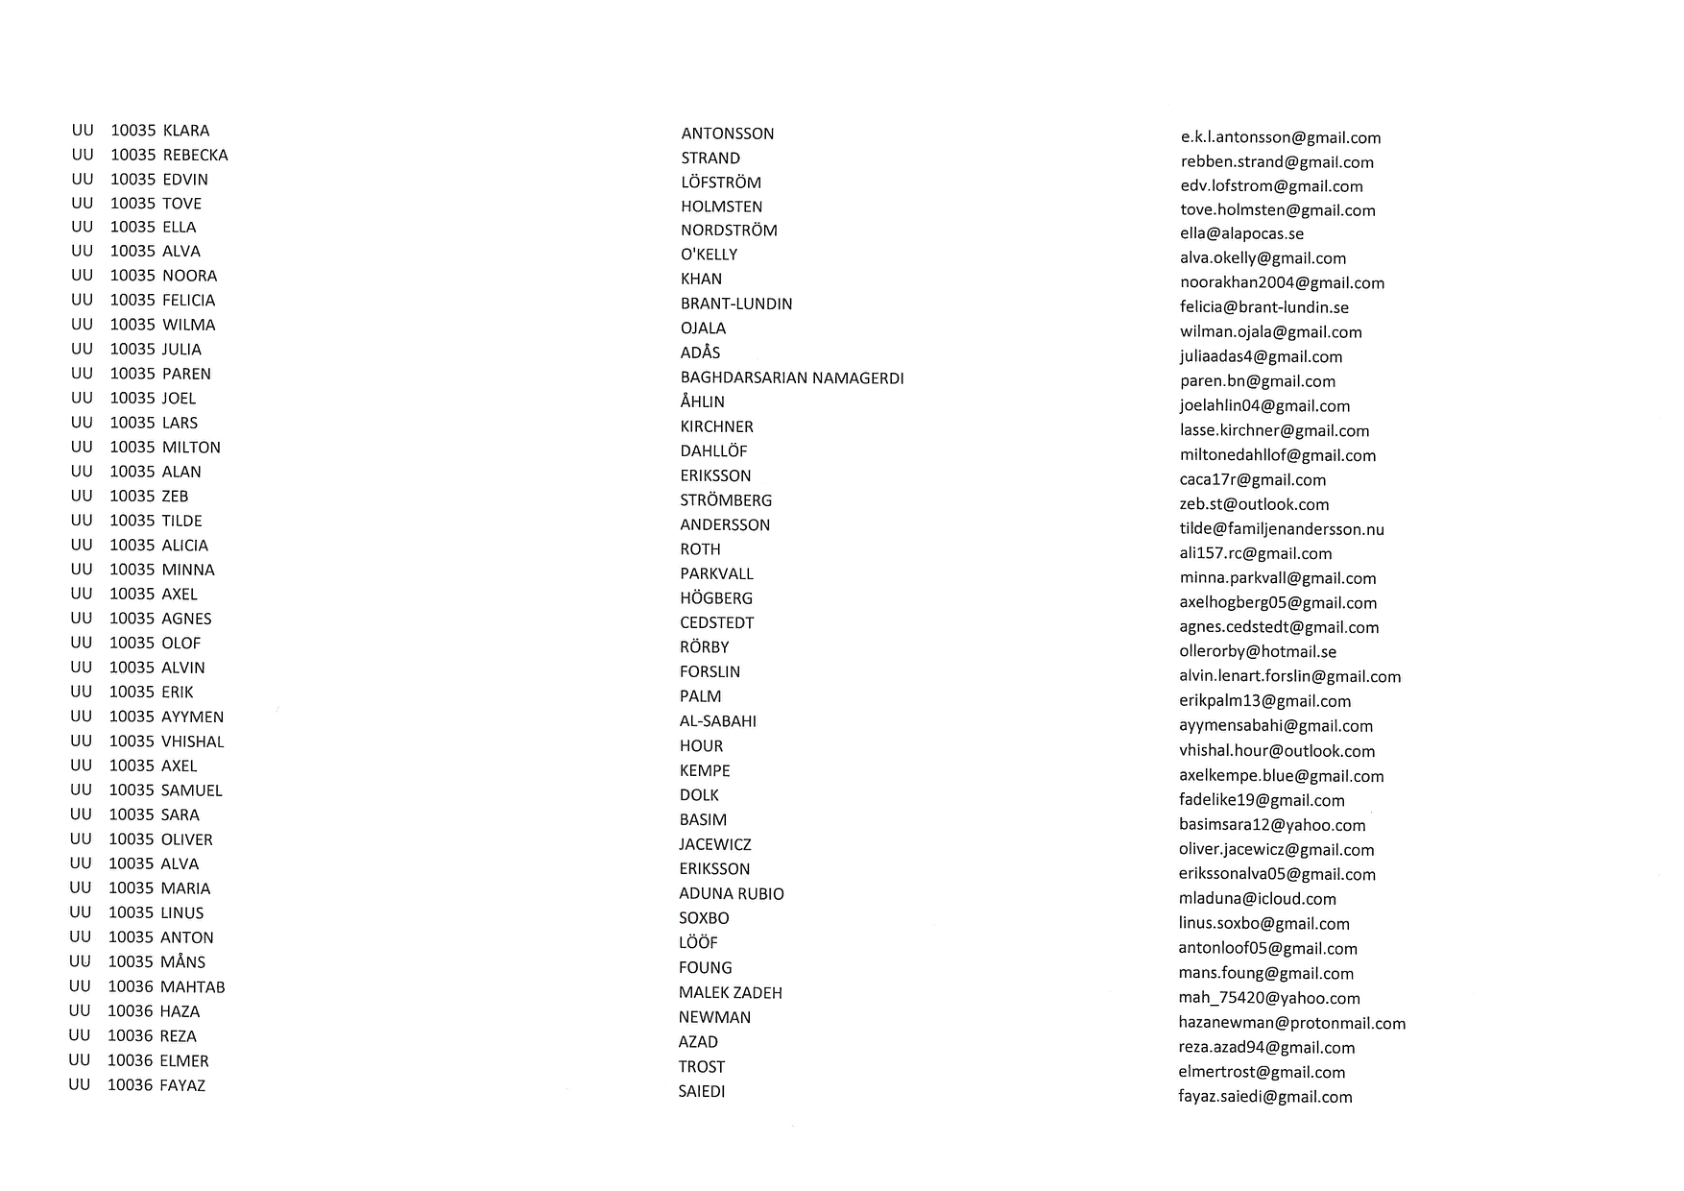 UU 10035 KLARA ANTONSSON e.k.l.antonsson@gmail.com
UU 10035 REBECKA STRAND rebben.strand@gmail.com
UU 10035 EDVIN LÖFSTRÖM edv.lofstrom@gmail.com
UU 10035 TOVE HOLMSTEN tove.holmsten@gmail.com
UU 10035 ELLA NORDSTRÖM ella@alapocas.se
UU 10035 ALVA O'KELLY alva.okelly@gmail.com
UU 10035 NOORA KHAN noorakhan2004@gmail.com
UU 10035 FELICIA BRANT-LUNDIN felicia@brant-lundin.se
UU 10035 WILMA OJALA wilman.ojala@gmail.com
UU 10035 JULIA ADÅS juliaadas4@gmail.com
UU 10035 PAREN BAGHDARSARIAN NAMAGERDI paren.bn@gmail.com
UU 10035 JOEL ÅHLIN joelahlin04@gmail.com
UU 10035 LARS KIRCHNER lasse.kirchner@gmail.com
UU 10035 MILTON DAHLLÖF miltonedahllof@gmail.com
UU 10035 ALAN ERIKSSON caca17r@gmail.com
UU 10035 ZEB STRÖMBERG zeb.st@outlook.com
UU 10035 TILDE ANDERSSON tilde@familjenandersson.nu
UU 10035 ALICIA ROTH ali157.rc@gmail.com
UU 10035 MINNA PARKVALL minna.parkvall@gmail.com
UU 10035 AXEL HÖGBERG axelhogberg05@gmail.com
UU 10035 AGNES CEDSTEDT agnes.cedstedt@gmail.com
UU 10035 OLOF RÖRBY ollerorby@hotmail.se
UU 10035 ALVIN FORSLIN alvin.lenart.forslin@gmail.com
UU 10035 ERIK PALM erikpalm13@gmail.com
UU 10035 AYYMEN AL-SABAHI ayymensabahi@gmail.com
UU 10035 VHISHAL HOUR vhishal.hour@outlook.com
UU 10035 AXEL KEMPE axelkempe.blue@gmail.com
UU 10035 SAMUEL DOLK fadelike19@gmail.com
UU 10035 SARA BASIM basimsara12@yahoo.com
UU 10035 OLIVER JACEWICZ oliver.jacewicz@gmail.com
UU 10035 ALVA ERIKSSON erikssonalva05@gmail.com
UU 10035 MARIA ADUNA RUBIO mladuna@icloud.com
UU 10035 LINUS SOXBO linus.soxbo@gmail.com
UU 10035 ANTON LÖÖF antonloof05@gmail.com
UU 10035 MÅNS FOUNG mans.foung@gmail.com
UU 10036 MAHTAB MALEK ZADEH mah_75420@yahoo.com
UU 10036 HAZA NEWMAN hazanewman@protonmail.com
UU 10036 REZA AZAD reza.azad94@gmail.com
UU 10036 ELMER TROST elmertrost@gmail.com
UU 10036 FAYAZ SAIEDI fayaz.saiedi@gmail.com